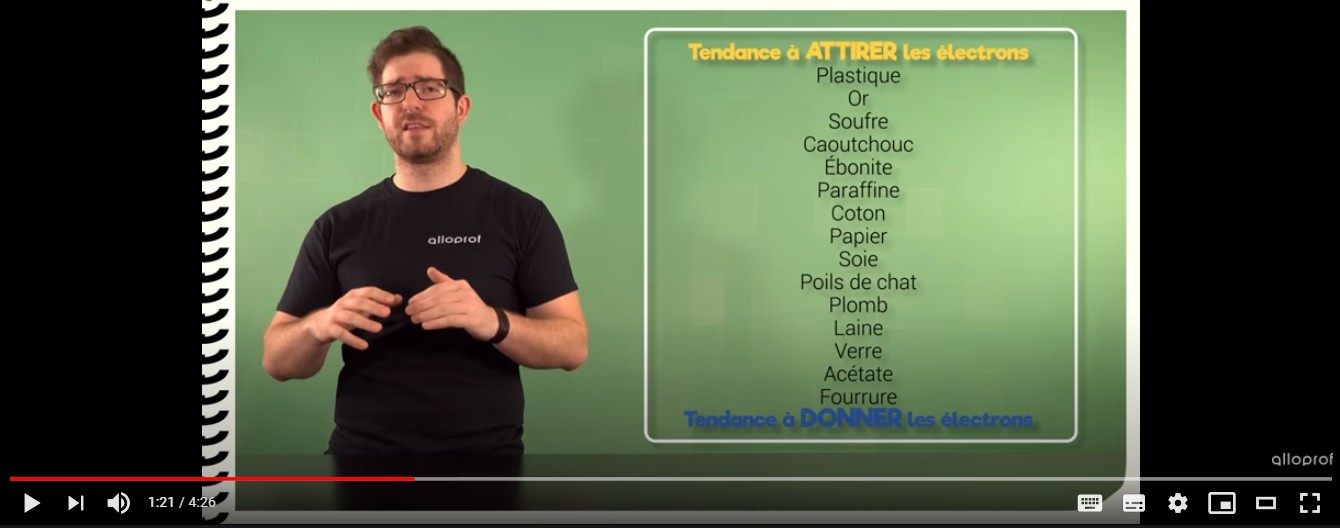 Tendance à ATTIRER les électrons
Plastique
Or
Soufre
Caoutchouc
Ébonite
Paraffine
Coton
Papier
Soie
Poils de chat
Plomb
Laine
Verre
Acétate
Fourrure
Tendance à DONNER les électrons
alloprof
alloprof
1:21 / 4:26